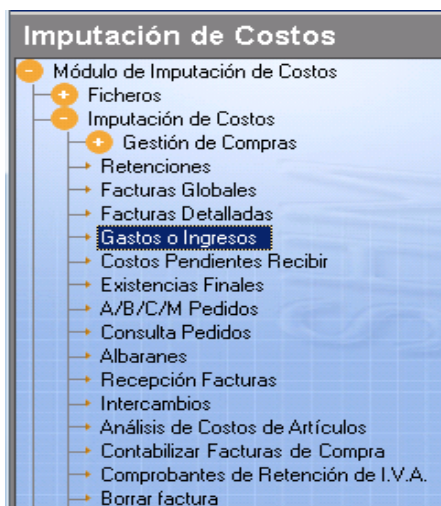 Imputación de Costos
Módulo de Imputación de Costos
Ficheros
Imputación de Costos
Gestión de Compras
Retenciones
Facturas Globales
Facturas Detalladas
Gastos o Ingresos
Costos Pendientes Recibir
Existencias Finales
A/B/C/M Pedidos
Consulta Pedidos
Albaranes
Recepción Facturas
Intercambios
Análisis de Costos de Artículos
Contabilizar Facturas de Compra
Comprobantes de Retención de I.V.A.
Borrar factura